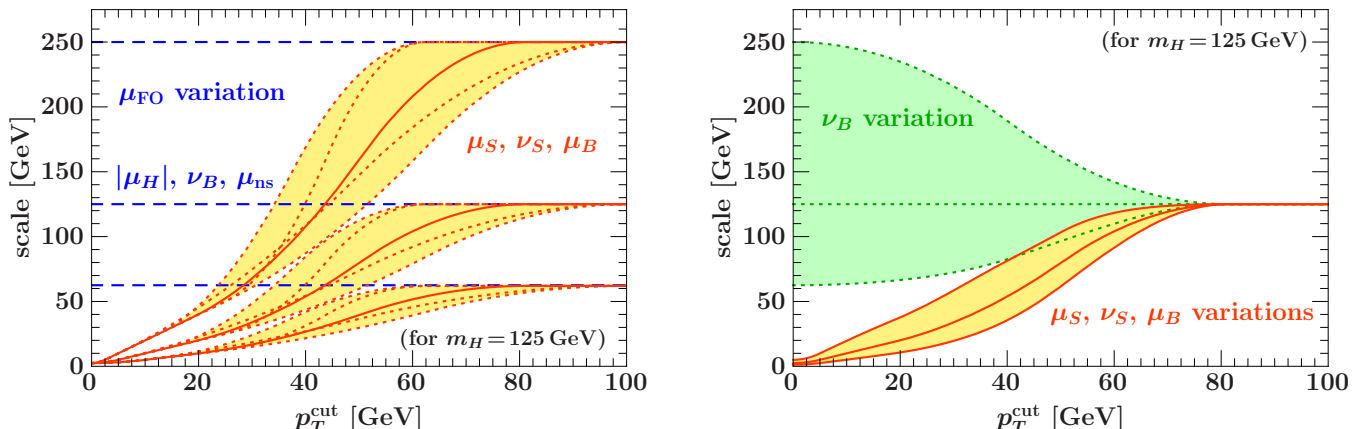 250
200
150
100
50
0
scale [GeV]
μ_FO variation
|μ_H|, ν_B, μ_ns
μ_S, ν_S, μ_B
(for m_H = 125 GeV)
0 20 40 60 80 100
p_T^cut [GeV]
250
200
150
100
50
0
scale [GeV]
(for m_H = 125 GeV)
ν_B variation
μ_S, ν_S, μ_B variations
0 20 40 60 80 100
p_T^cut [GeV]